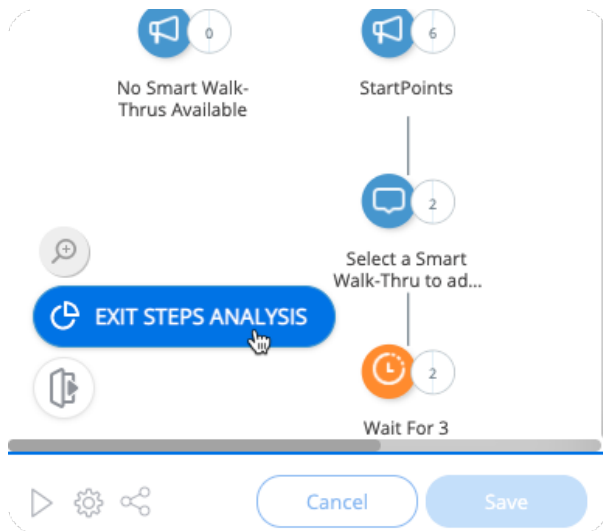 0
6
No Smart Walk-
Thrus Available
StartPoints
2
Select a Smart
Walk-Thru to ad...
EXIT STEPS ANALYSIS
2
Wait For 3
Cancel
Save